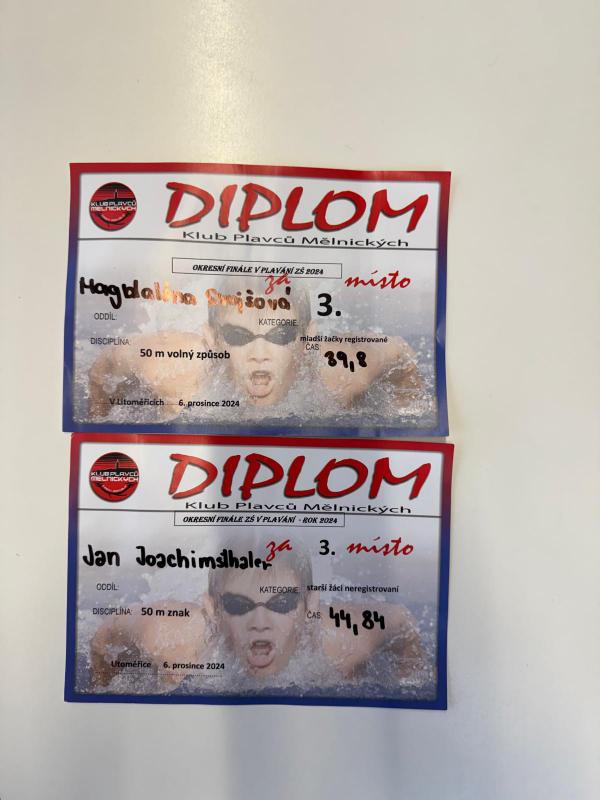 KLUB PLAVCŮ
MĚLNICKÝCH
DIPLOM
Klub Plavců Mělnických
OKRESNÍ FINÁLE V PLAVÁNÍ ZŠ 2024
za 3. místo
Magdaléna
ODDÍL:
KATEGORIE:
mladší žačky registrované
DISCIPLÍNA: 50 m volný způsob
ČAS: 39,8
V Litoměřicích 6. prosince 2024
KLUB PLAVCŮ
MĚLNICKÝCH
DIPLOM
Klub Plavců Mělnických
OKRESNÍ FINÁLE ZŠ V PLAVÁNÍ - ROK 2024
Jan Joachimsthaler za 3. místo
ODDÍL:
KATEGORIE: starší žáci neregistrovaní
DISCIPLÍNA: 50 m znak
ČAS: 44,84
Litoměřice 6. prosince 2024